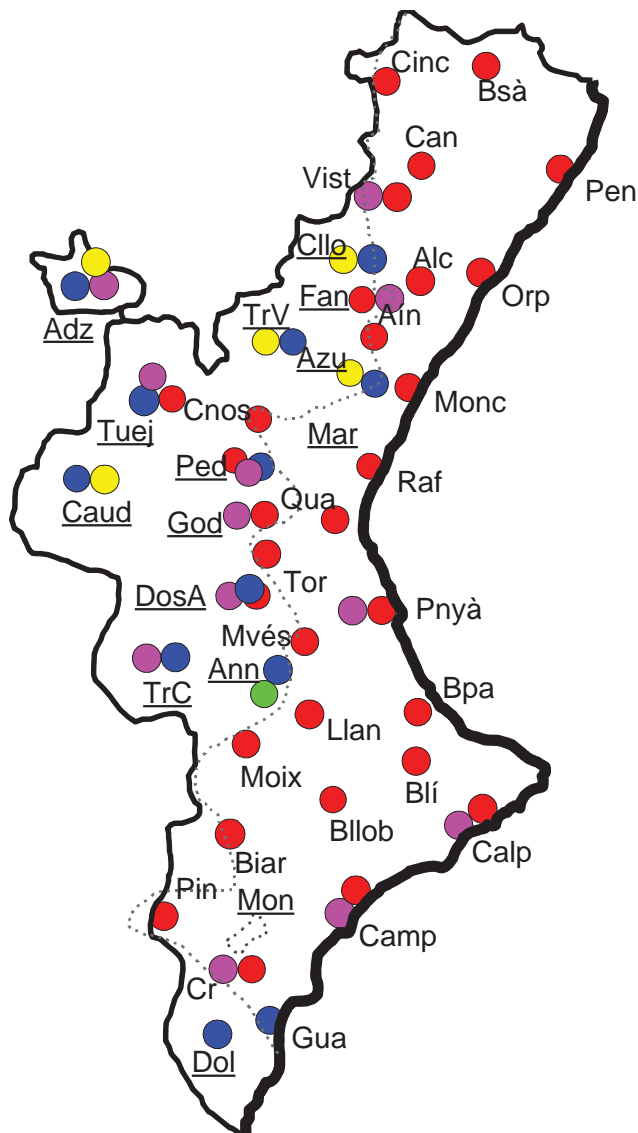 Cinc
Bsà
Can
Vist
Pen
Cllo
Alc
Fan
Orp
Aín
TrV
Adz
Azu
Monc
Tuej
Cnos
Mar
Ped
Raf
Caud
Qua
God
Tor
DosA
Pnyà
Mvés
Ann
TrC
Bpa
Llan
Moix
Blí
Bllob
Calp
Biar
Pin
Mon
Camp
Cr
Gua
Dol